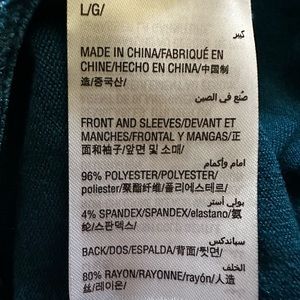 L/G/
كبير
MADE IN CHINA/FABRIQUÉ EN
CHINE/HECHO EN CHINA/中国制
造/중국산/
صُنع في الصين
FRONT AND SLEEVES/DEVANT ET
MANCHES/FRONTAL Y MANGAS/正
面和袖子/앞면 및 소매/
امام وأكمام
96% POLYESTER/POLYESTER/
poliester/聚酯纤维/폴리에스테르/
بولي أستر
4% SPANDEX/SPANDEX/elastano/氨
纶/스판덱스/
سباندكس
BACK/DOS/ESPALDA/背面/뒷면/
الخلف
80% RAYON/RAYONNE/rayón/人造
丝/레이온/